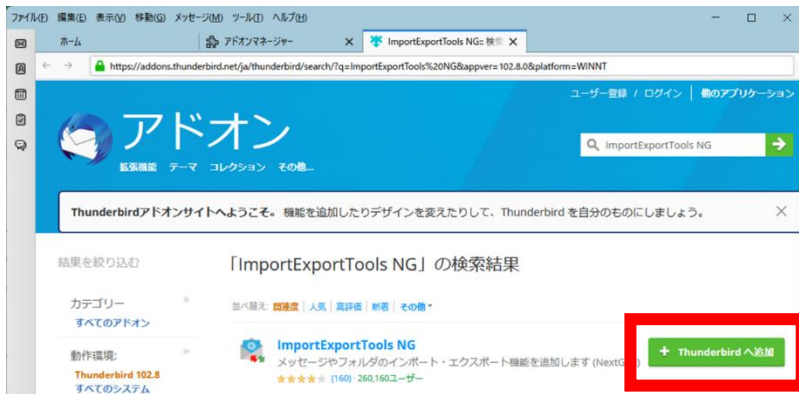 ファイル(F) 編集(E) 表示(V) 移動(G) メッセージ(M) ツール(T) ヘルプ(H)
ホーム アドオンマネージャー ImportExportTools NG:: 検索
https://addons.thunderbird.net/ja/thunderbird/search/?q=ImportExportTools%20NG&appver=102.8.0&platform=WINNT
ユーザー登録 / ログイン | 他のアプリケーション
アドオン
拡張機能 テーマ コレクション その他...
ImportExportTools NG
Thunderbirdアドオンサイトへようこそ。 機能を追加したりデザインを変えたりして、Thunderbird を自分のものにしましょう。
結果を絞り込む
「ImportExportTools NG」の検索結果
カテゴリー
すべてのアドオン
並べ替え: 関連度 | 人気 | 高評価 | 新着 | その他
動作環境:
Thunderbird 102.8
すべてのシステム
ImportExportTools NG
メッセージやフォルダのインポート・エクスポート機能を追加します (NextG
(160) · 260,160ユーザー
+ Thunderbird へ追加